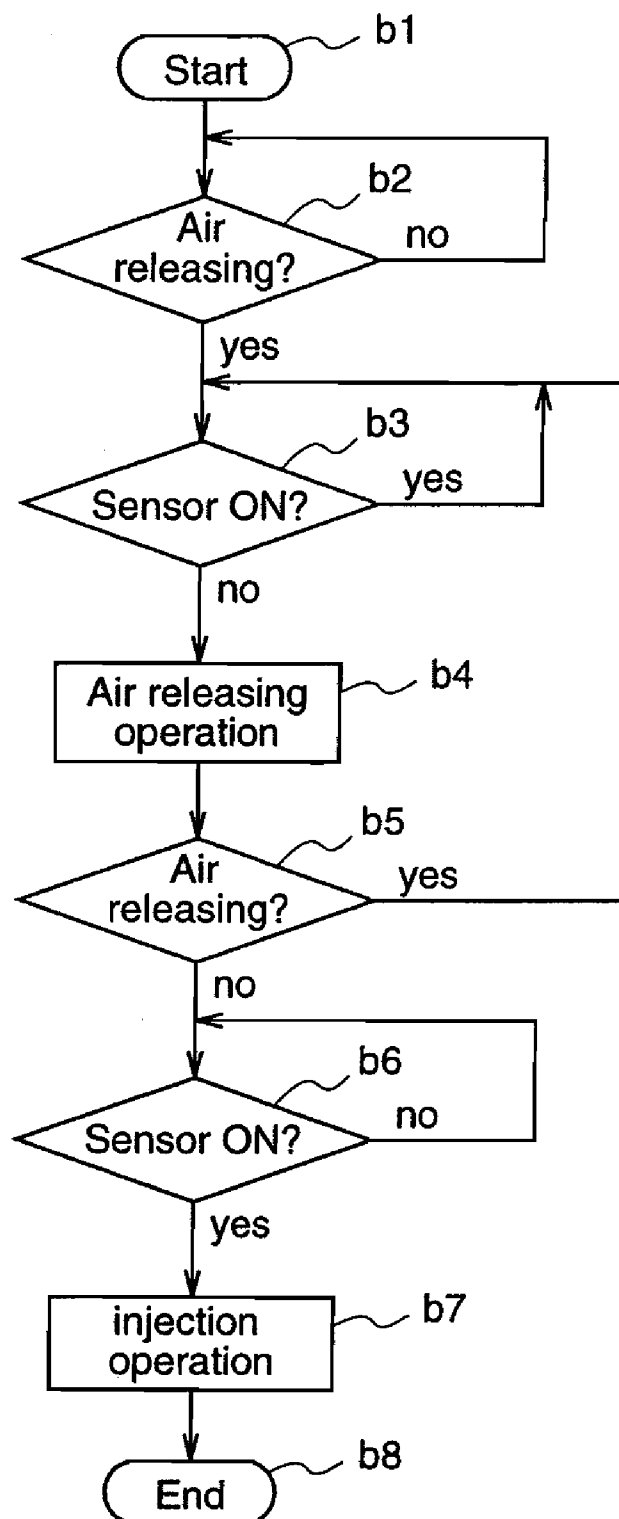 b1
Start
b2
Air
releasing?
no
yes
b3
Sensor ON?
yes
no
b4
Air releasing
operation
b5
Air
releasing?
yes
no
b6
Sensor ON?
no
yes
b7
injection
operation
b8
End